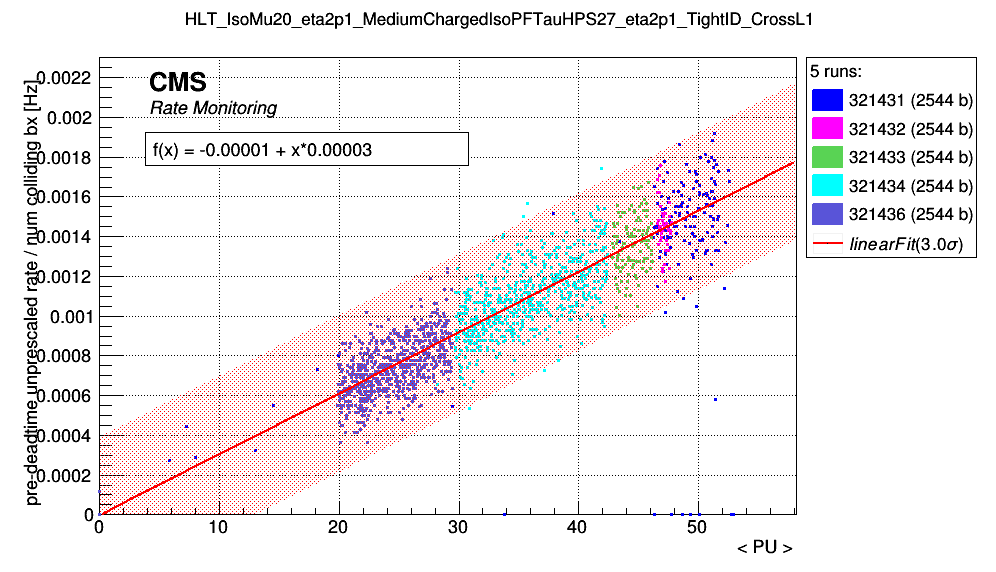 HLT_IsoMu20_eta2p1_MediumChargedIsoPFTauHPS27_eta2p1_TightID_CrossL1
pre-deadtime unprescaled rate / num colliding bx [Hz]
0.0022
0.002
0.0018
0.0016
0.0014
0.0012
0.001
0.0008
0.0006
0.0004
0.0002
0
CMS
Rate Monitoring
f(x) = -0.00001 + x*0.00003
0 10 20 30 40 50
< PU >
5 runs:
321431 (2544 b)
321432 (2544 b)
321433 (2544 b)
321434 (2544 b)
321436 (2544 b)
linearFit(3.0σ)